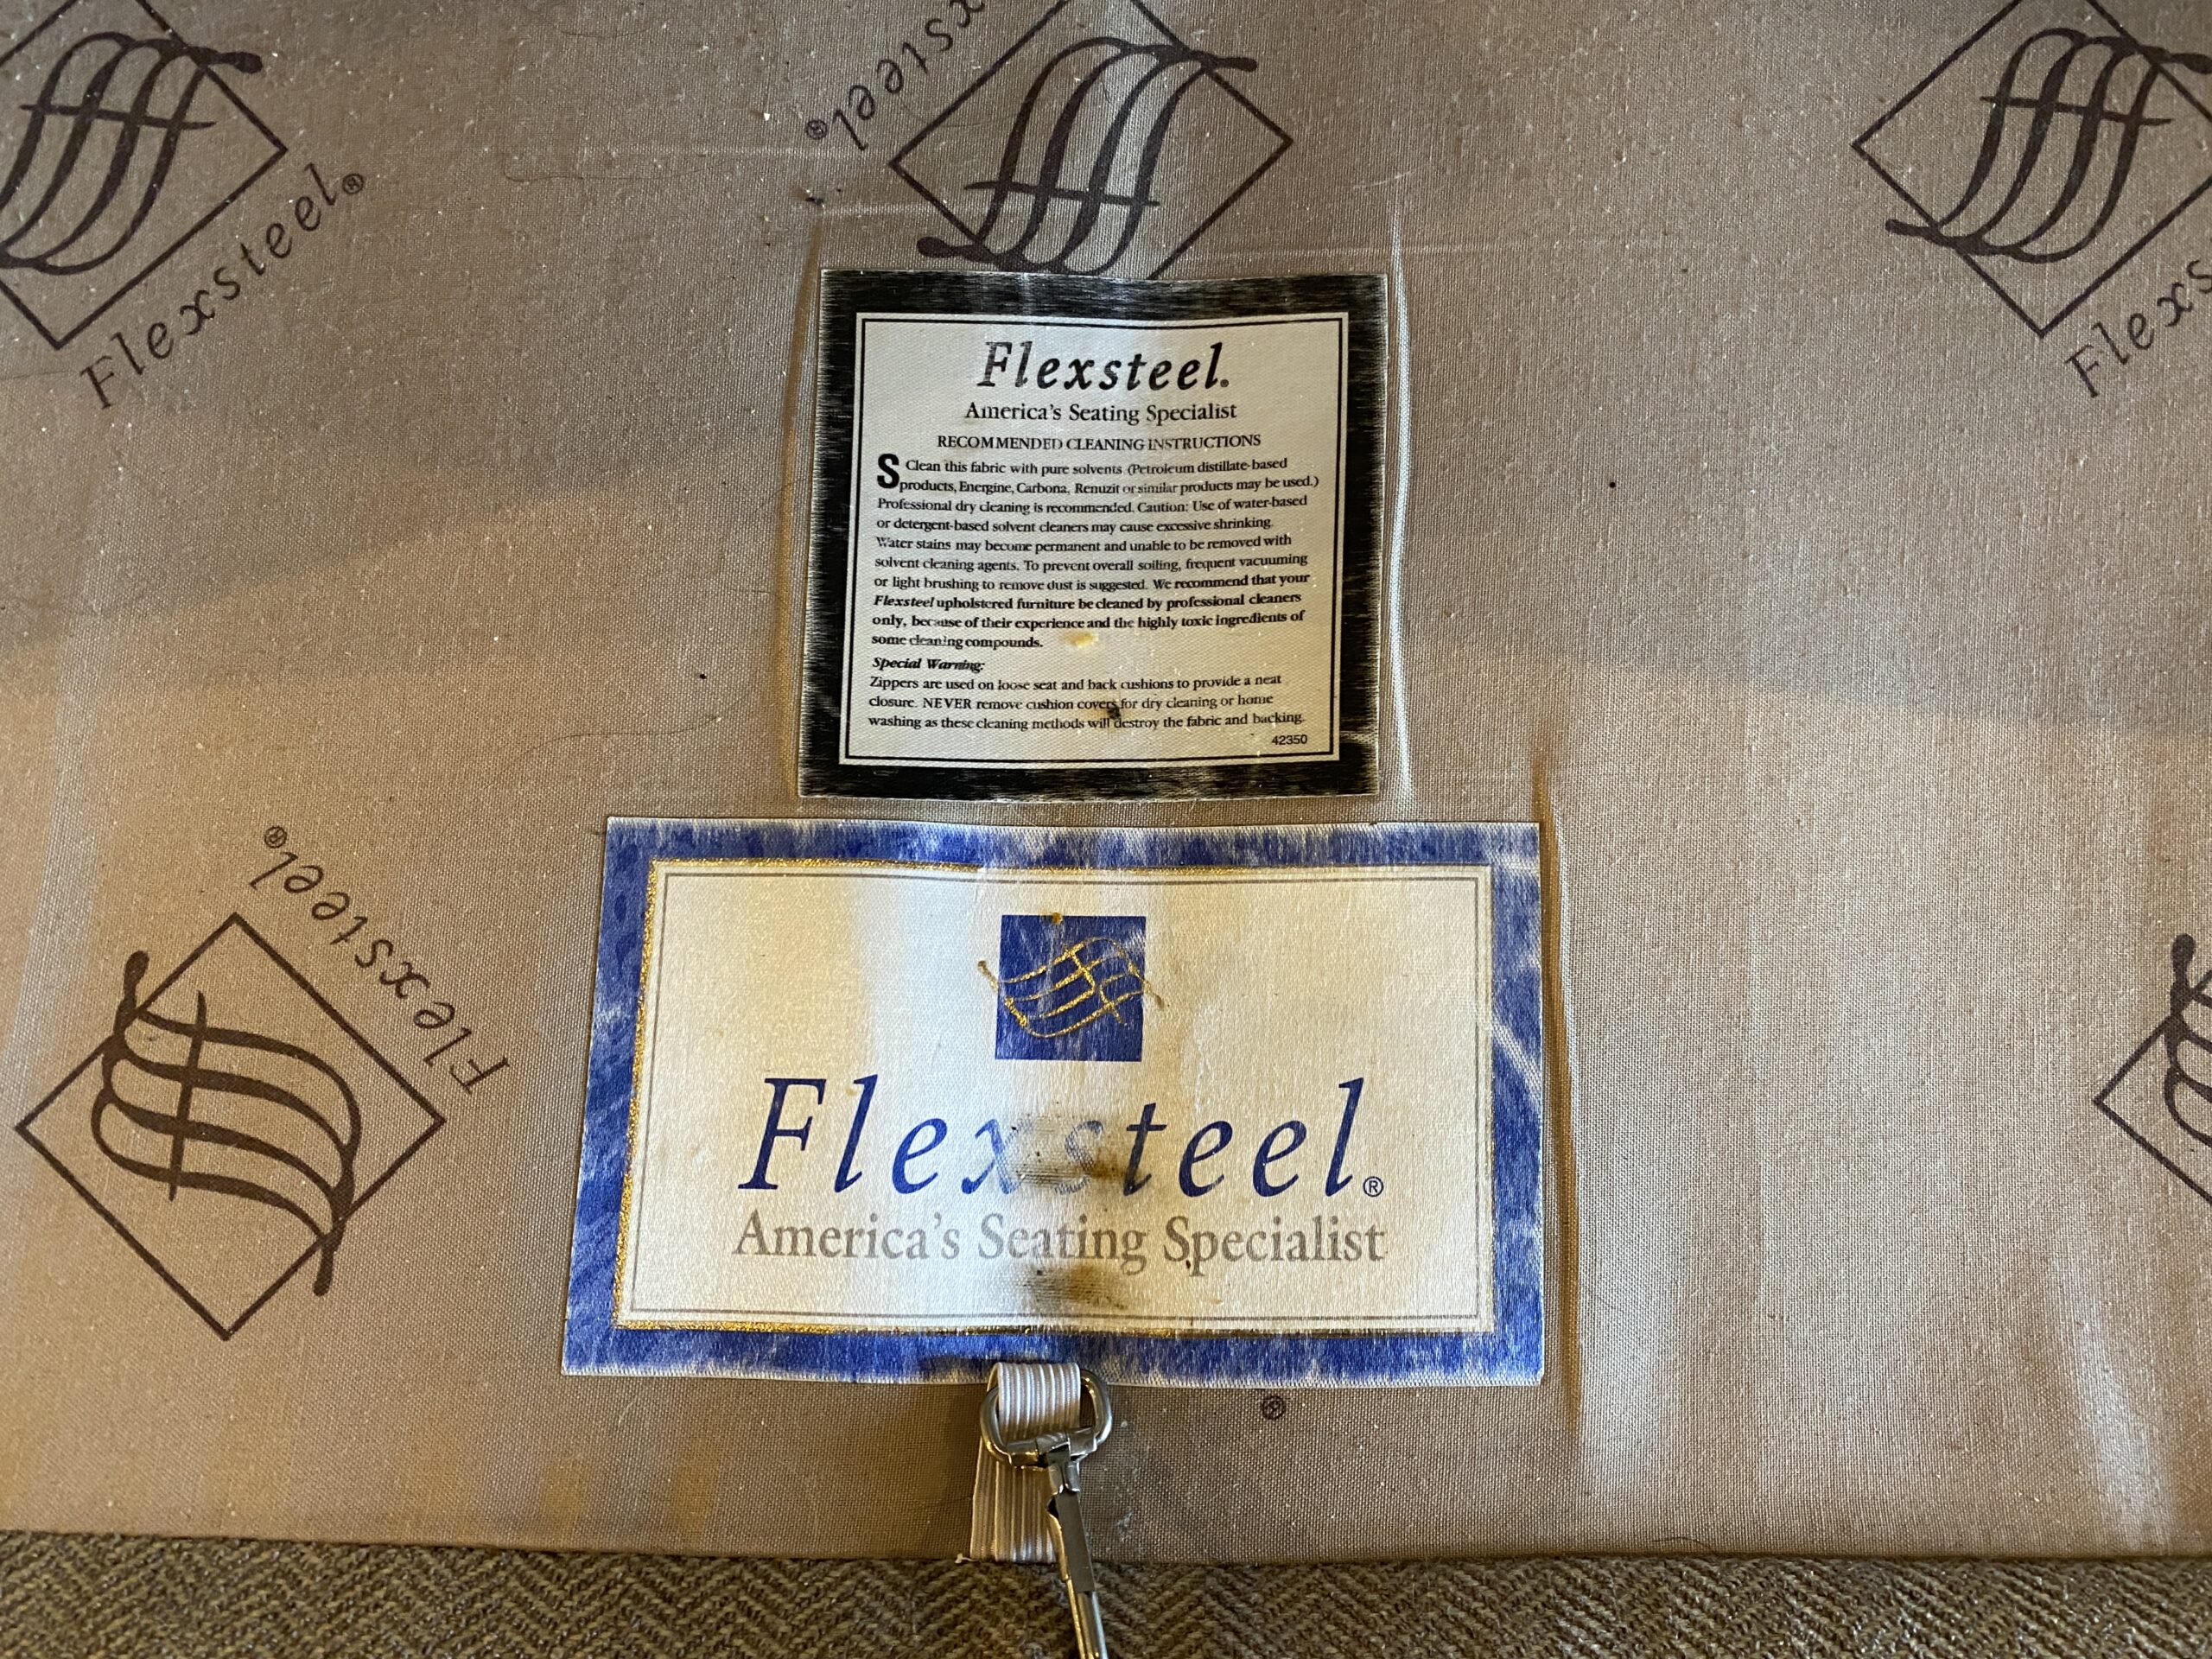 xsteel®
Flexsteel®
Flexs
Flexsteel®
America's Seating Specialist
RECOMMENDED CLEANING INSTRUCTIONS
S Clean this fabric with pure solvents (Petroleum distillate-based
products, Energine, Carbona, Renuzit or similar products may be used.)
Professional dry cleaning is recommended. Caution: Use of water-based
or detergent-based solvent cleaners may cause excessive shrinking.
Water stains may become permanent and unable to be removed with
solvent cleaning agents. To prevent overall soiling, frequent vacuuming
or light brushing to remove dust is suggested. We recommend that your
Flexsteel upholstered furniture be cleaned by professional cleaners
only, because of their experience and the highly toxic ingredients of
some cleaning compounds.
Special Warning:
Zippers are used on loose seat and back cushions to provide a neat
closure. NEVER remove cushion covers for dry cleaning or home
washing as these cleaning methods will destroy the fabric and backing.
42350
Flexsteel®
Flexsteel®
America's Seating Specialist
®